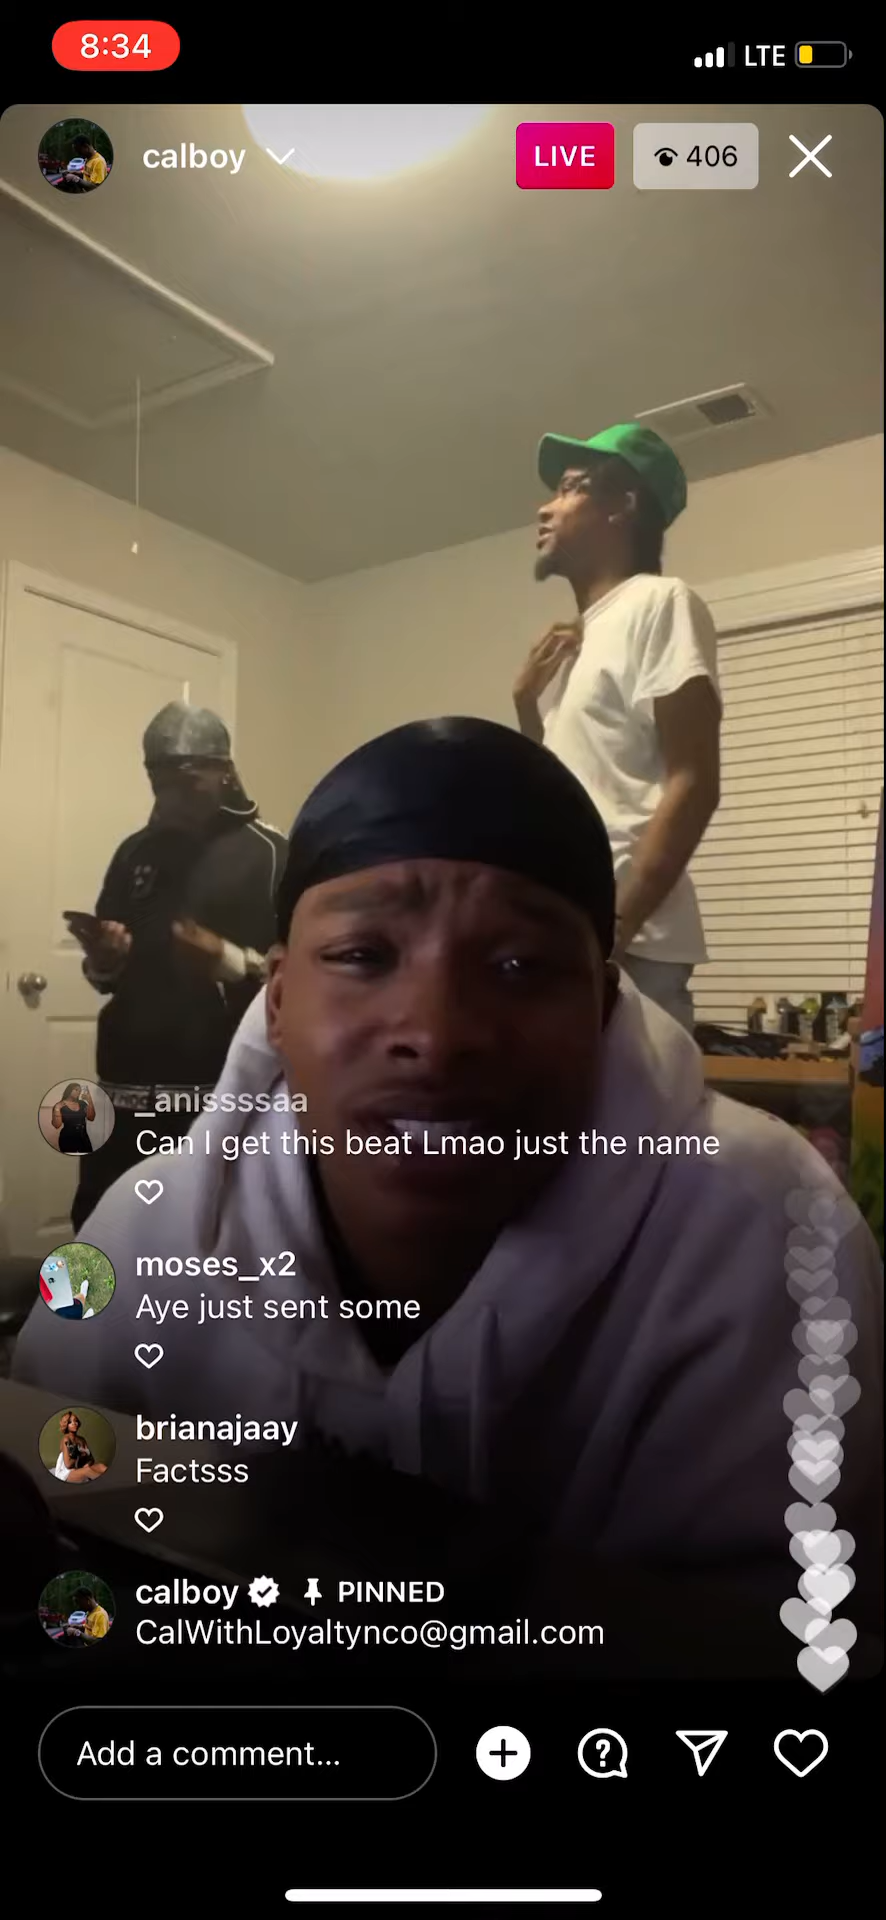 8:34
LTE
calboy
LIVE
406
_anissssaa
Can I get this beat Lmao just the name
moses_x2
Aye just sent some
brianajaay
Factsss
calboy PINNED
CalWithLoyaltynco@gmail.com
Add a comment...